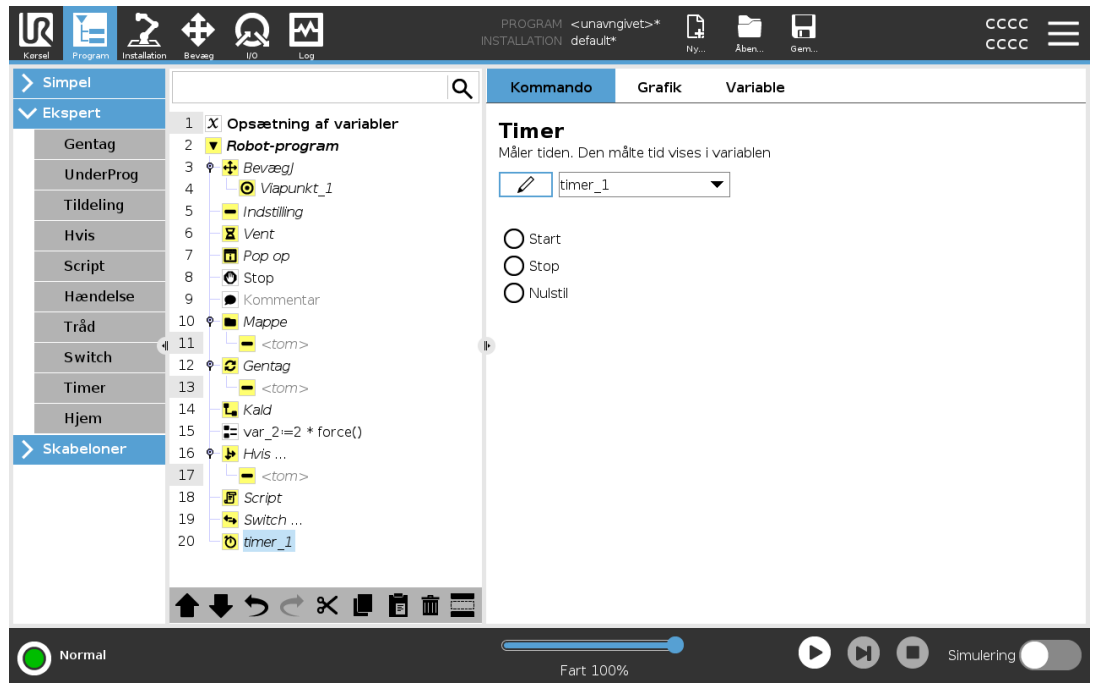 PROGRAM <unavngivet>*
INSTALLATION default*
UR
Kørsel Program Installation Bevæg I/O Log
Ny... Åben... Gem...
CCCC
CCCC
Simpel
Ekspert
Gentag
UnderProg
Tildeling
Hvis
Script
Hændelse
Tråd
Switch
Timer
Hjem
Skabeloner
1 X Opsætning af variabler
2 Robot-program
3 BevægJ
4 Viapunkt_1
5 Indstilling
6 Vent
7 Pop op
8 Stop
9 Kommentar
10 Mappe
11 <tom>
12 Gentag
13 <tom>
14 Kald
15 var_2:=2 * force()
16 Hvis ...
17 <tom>
18 Script
19 Switch ...
20 timer_1
Kommando Grafik Variable
Timer
Måler tiden. Den målte tid vises i variablen
timer_1
Start
Stop
Nulstil
Normal
Fart 100%
Simulering